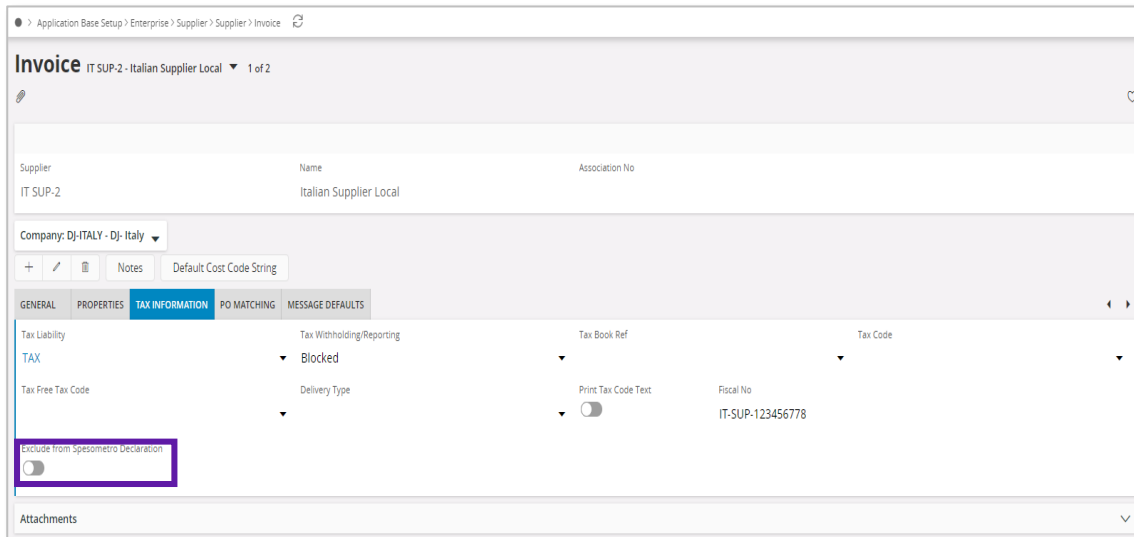 > Application Base Setup > Enterprise > Supplier > Supplier > Invoice
Invoice IT SUP-2 - Italian Supplier Local 1 of 2
Supplier Name Association No
IT SUP-2 Italian Supplier Local
Company: DJ-ITALY - DJ- Italy
Notes Default Cost Code String
GENERAL PROPERTIES TAX INFORMATION PO MATCHING MESSAGE DEFAULTS
Tax Liability Tax Withholding/Reporting Tax Book Ref Tax Code
TAX Blocked
Tax Free Tax Code Delivery Type Print Tax Code Text Fiscal No
IT-SUP-123456778
Exclude from Spesometro Declaration
Attachments